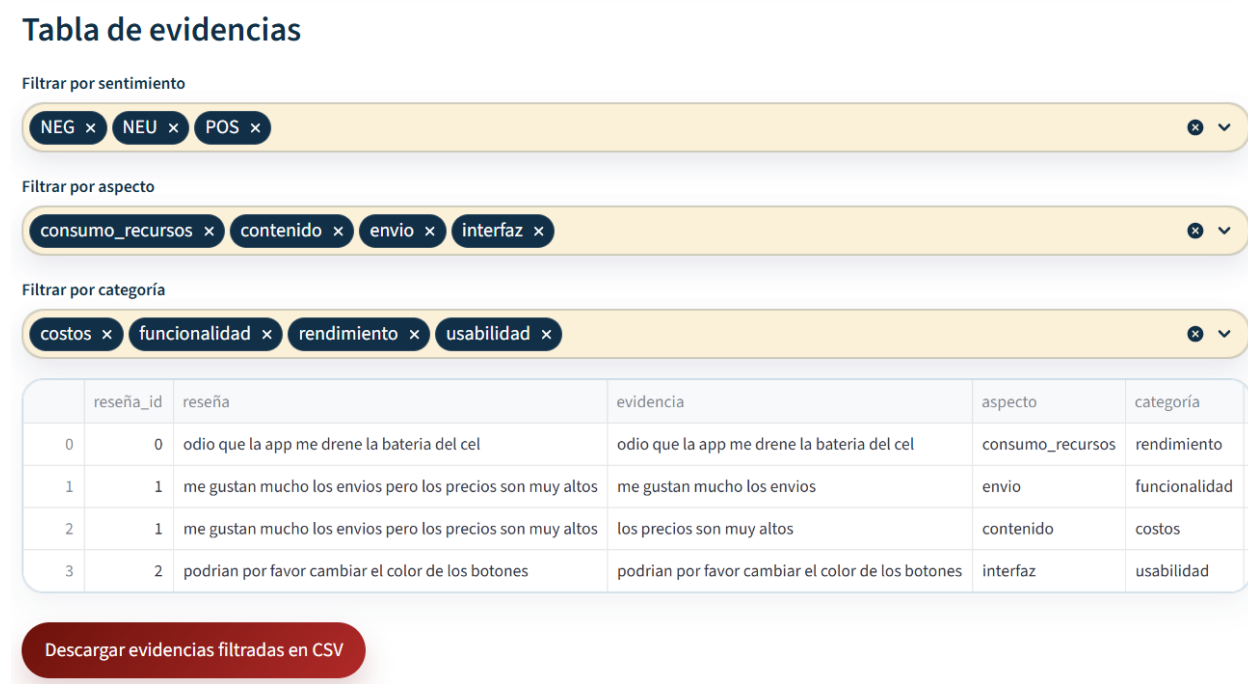 Tabla de evidencias
Filtrar por sentimiento
NEG × NEU × POS ×
Filtrar por aspecto
consumo_recursos × contenido × envio × interfaz ×
Filtrar por categoría
costos × funcionalidad × rendimiento × usabilidad ×
reseña_id reseña evidencia aspecto categoría
0 0 odio que la app me drene la bateria del cel odio que la app me drene la bateria del cel consumo_recursos rendimiento
1 1 me gustan mucho los envios pero los precios son muy altos me gustan mucho los envios envio funcionalidad
2 1 me gustan mucho los envios pero los precios son muy altos los precios son muy altos contenido costos
3 2 podrian por favor cambiar el color de los botones podrian por favor cambiar el color de los botones interfaz usabilidad
Descargar evidencias filtradas en CSV